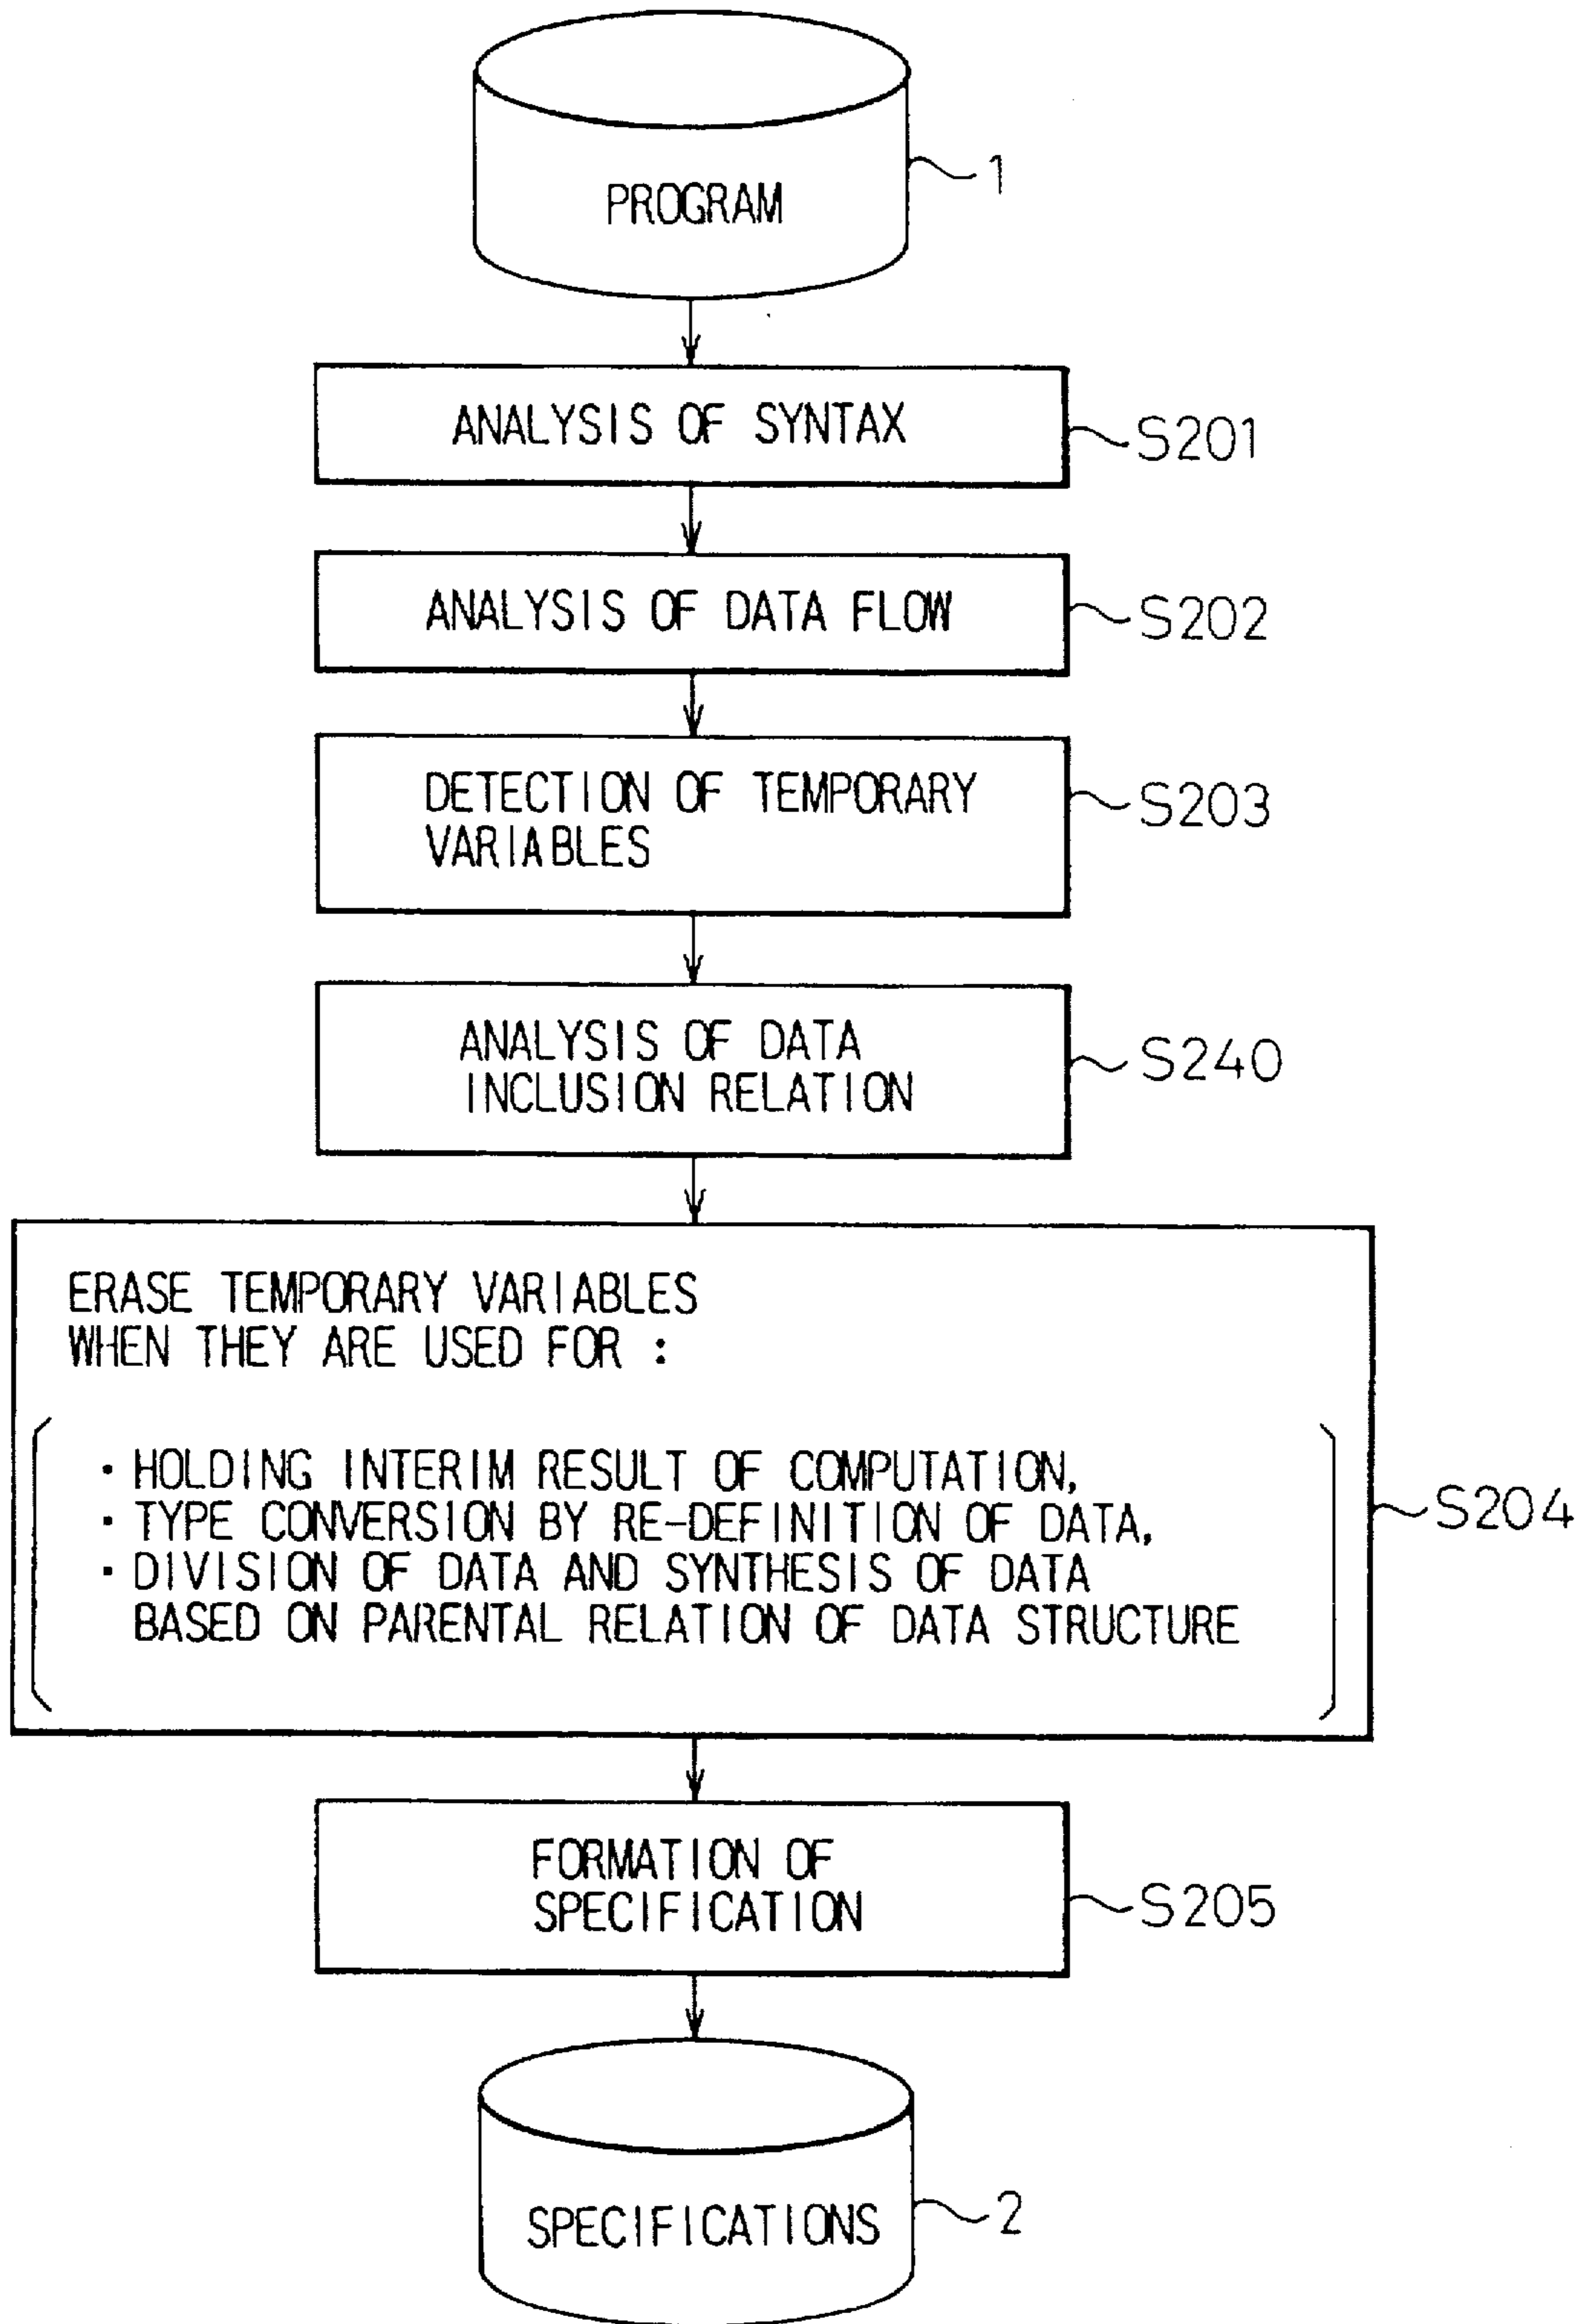 PROGRAM
1
ANALYSIS OF SYNTAX
S201
ANALYSIS OF DATA FLOW
S202
DETECTION OF TEMPORARY
VARIABLES
S203
ANALYSIS OF DATA
INCLUSION RELATION
S240
ERASE TEMPORARY VARIABLES
WHEN THEY ARE USED FOR :
· HOLDING INTERIM RESULT OF COMPUTATION,
· TYPE CONVERSION BY RE-DEFINITION OF DATA,
· DIVISION OF DATA AND SYNTHESIS OF DATA
BASED ON PARENTAL RELATION OF DATA STRUCTURE
S204
FORMATION OF
SPECIFICATION
S205
SPECIFICATIONS
2